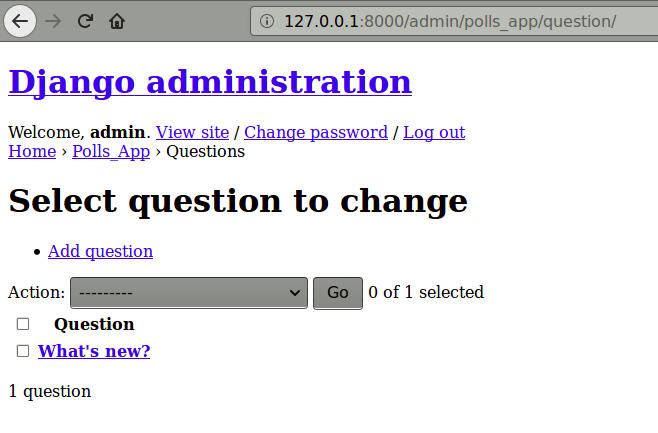 127.0.0.1:8000/admin/polls_app/question/
Django administration
Welcome, admin. View site / Change password / Log out
Home › Polls_App › Questions
Select question to change
• Add question
Action: --------- Go 0 of 1 selected
Question
What's new?
1 question